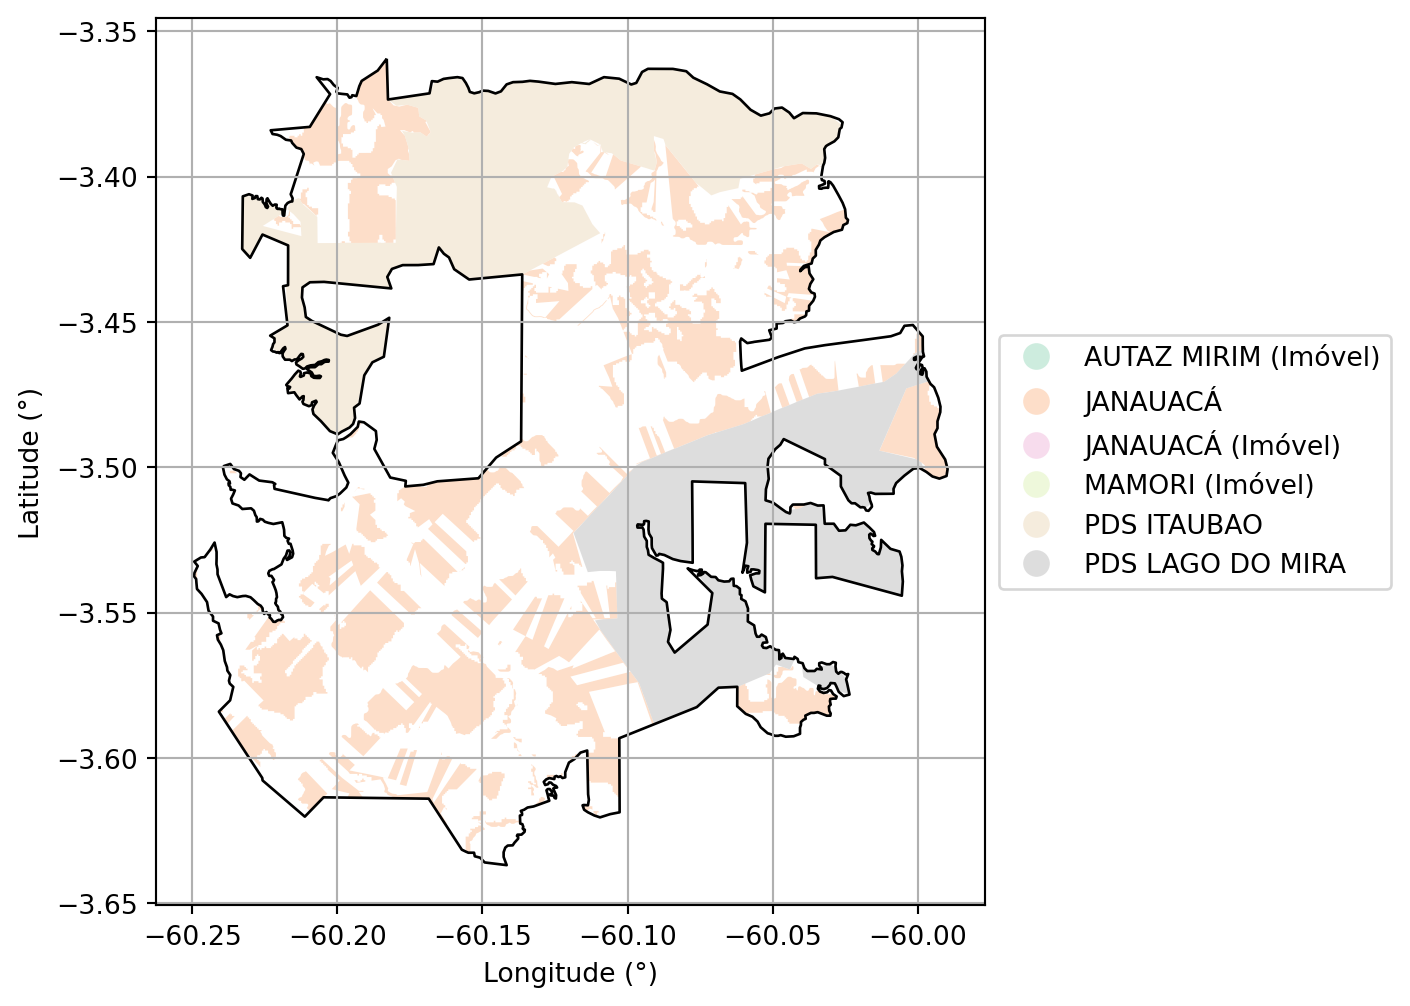 −3.35
−3.40
−3.45
−3.50
−3.55
−3.60
−3.65
Latitude (°)
−60.25
−60.20
−60.15
−60.10
−60.05
−60.00
Longitude (°)
AUTAZ MIRIM (Imóvel)
JANAUACÁ
JANAUACÁ (Imóvel)
MAMORI (Imóvel)
PDS ITAUBAO
PDS LAGO DO MIRA